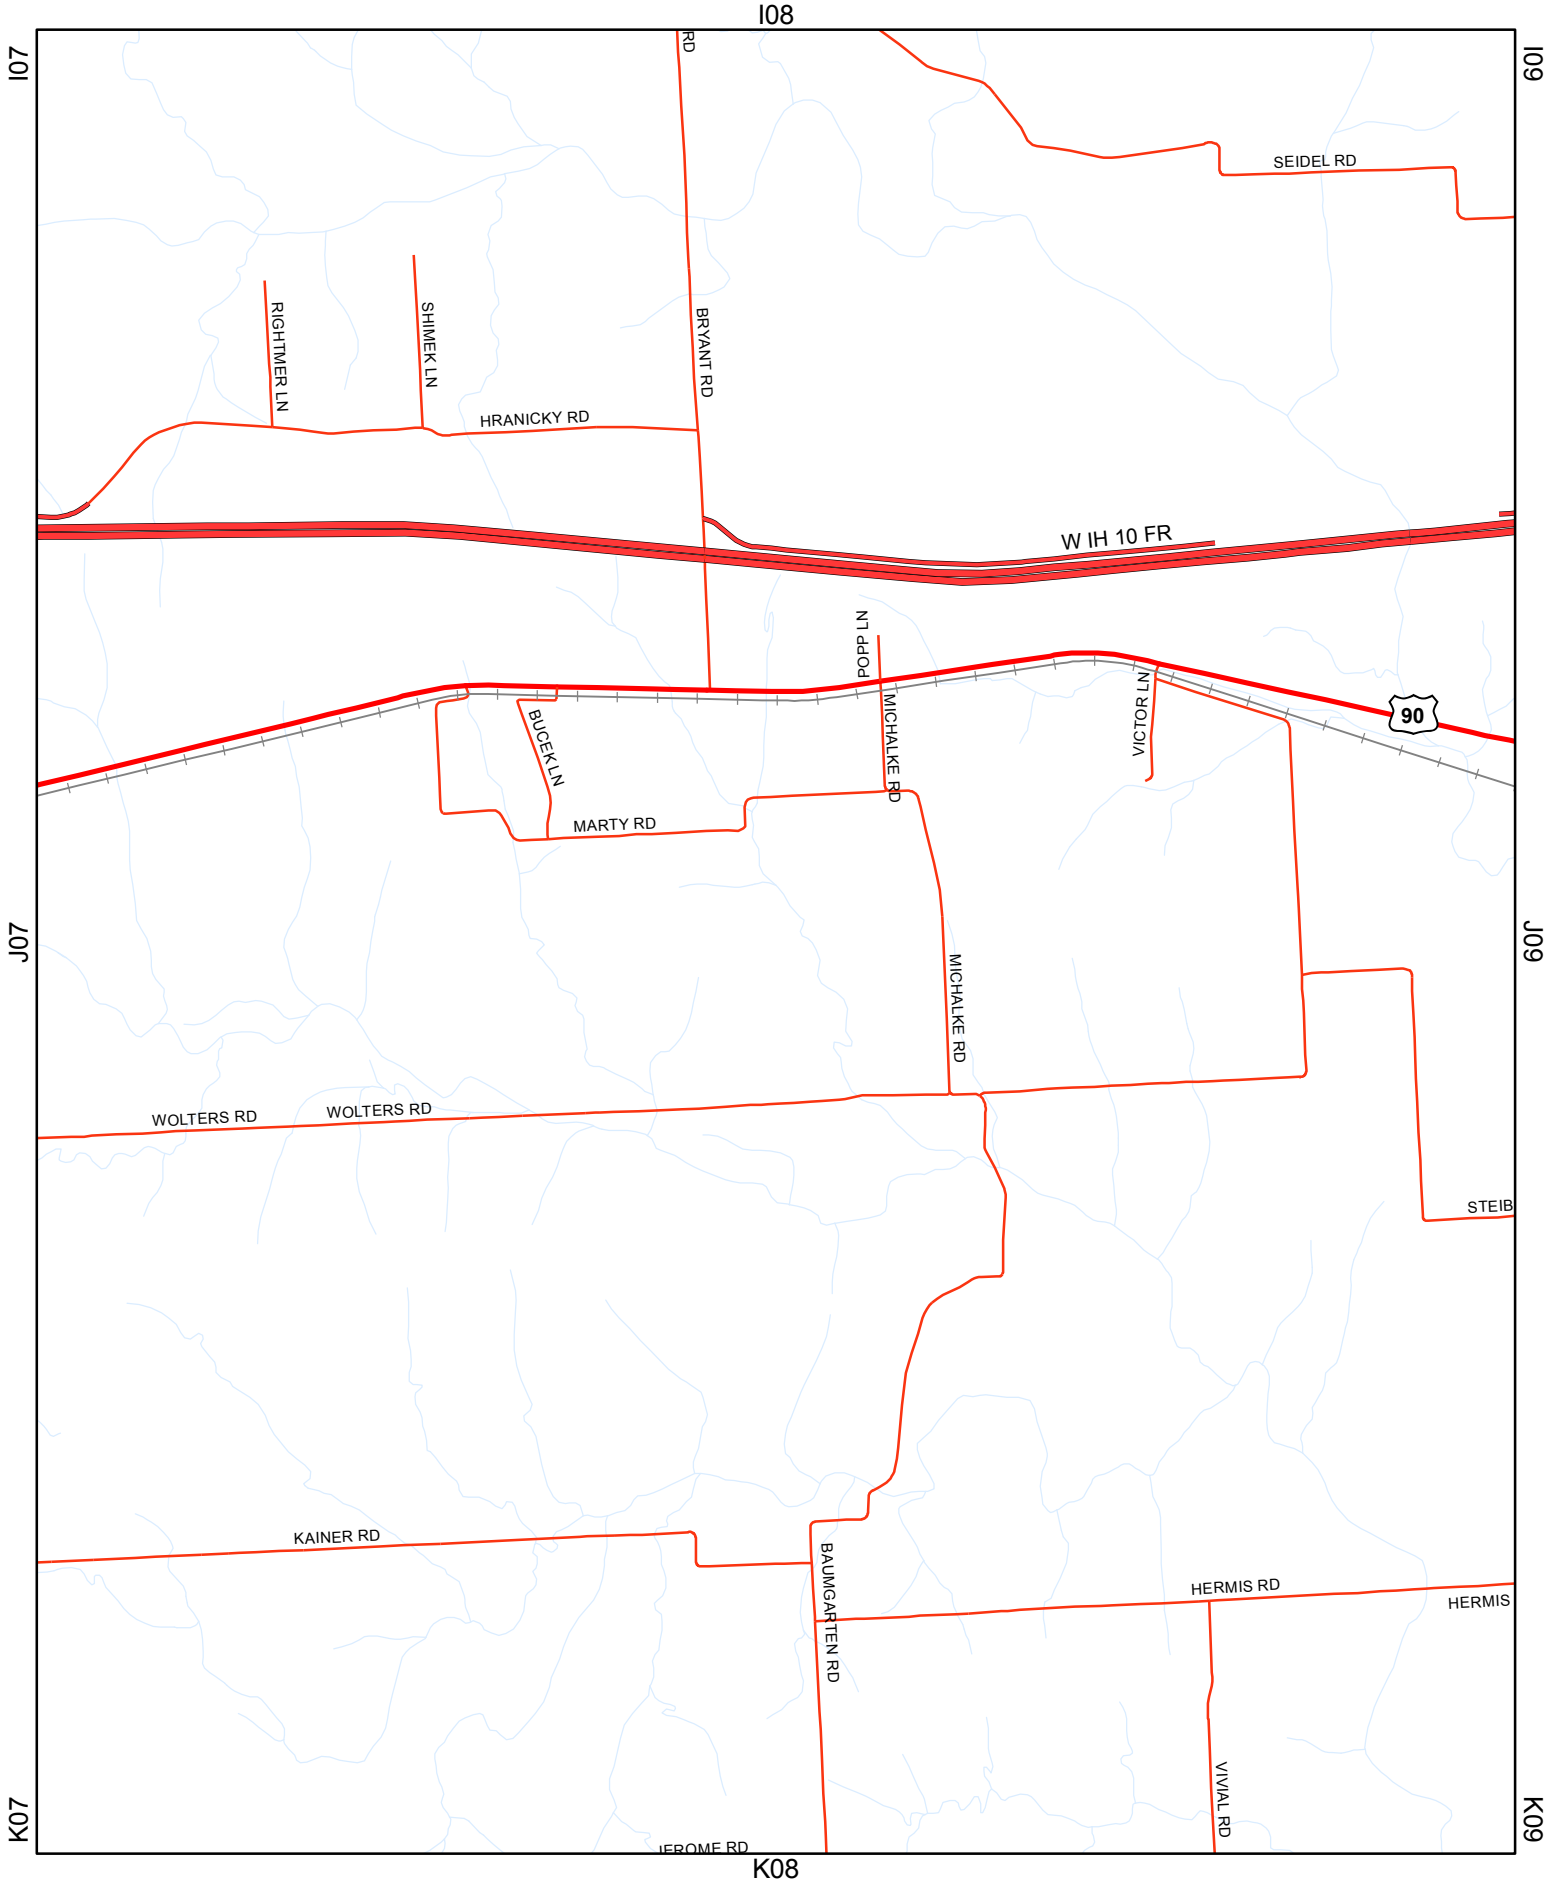 I08
I07
I09
RD
SEIDEL RD
RIGHTMER LN
SHIMEK LN
BRYANT RD
HRANICKY RD
W IH 10 FR
POPP LN
MICHALKE RD
VICTOR LN
90
BUCEK LN
MARTY RD
J07
J09
MICHALKE RD
WOLTERS RD
WOLTERS RD
STEIB
KAINER RD
BAUMGARTEN RD
HERMIS RD
HERMIS
VIVIAL RD
K07
K09
JEROME RD
K08